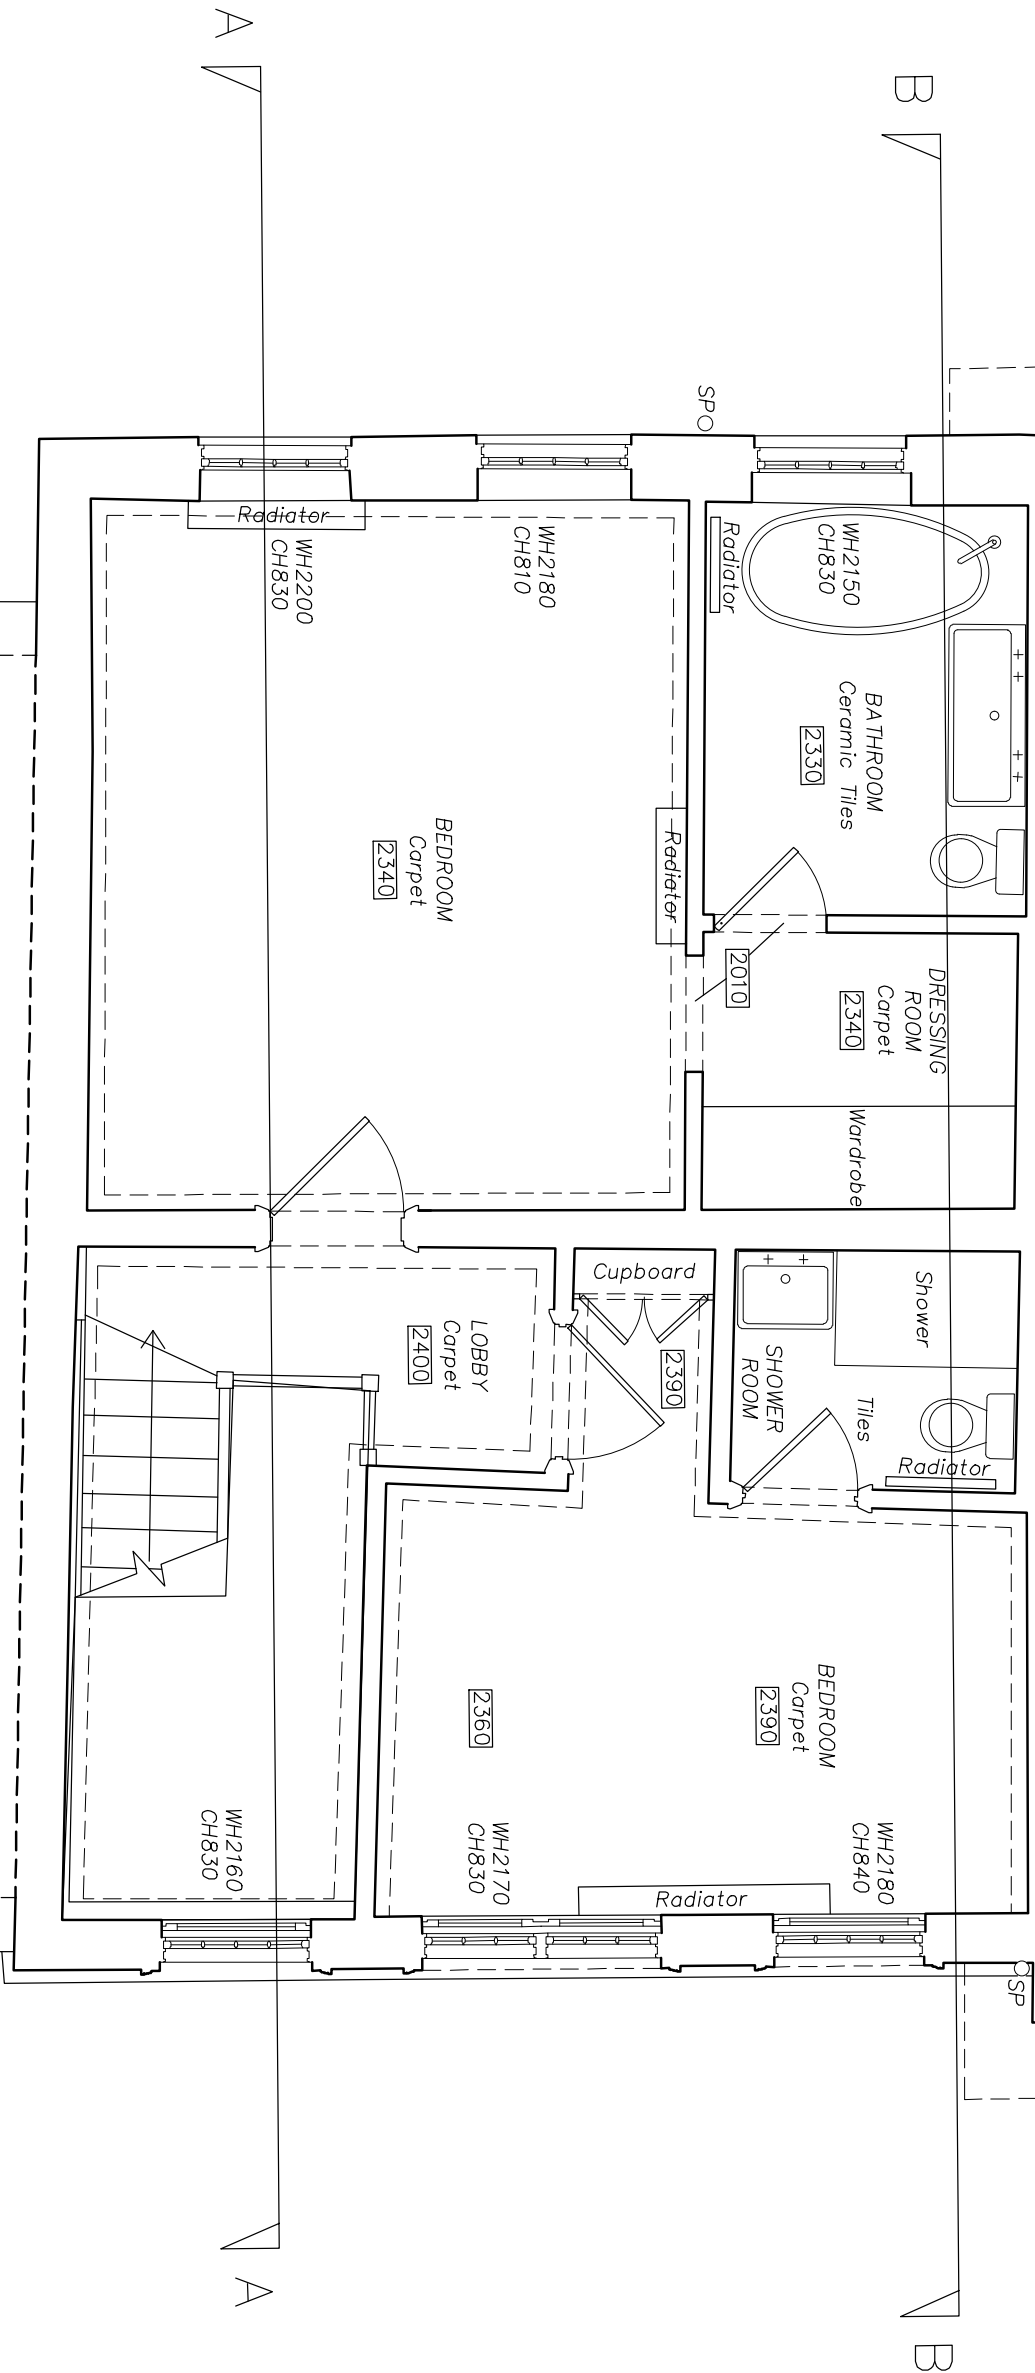 A
B
SP
Radiator
WH2200
CH830
WH2180
CH810
Radiator
WH2150
CH830
BATHROOM
Ceramic Tiles
2330
BEDROOM
Carpet
2340
Radiator
2010
DRESSING
ROOM
Carpet
2340
Wardrobe
Cupboard
Shower
LOBBY
Carpet
2400
2390
SHOWER
ROOM
Tiles
Radiator
BEDROOM
Carpet
2390
2360
WH2160
CH830
WH2170
CH830
WH2180
CH840
Radiator
SP
A
B